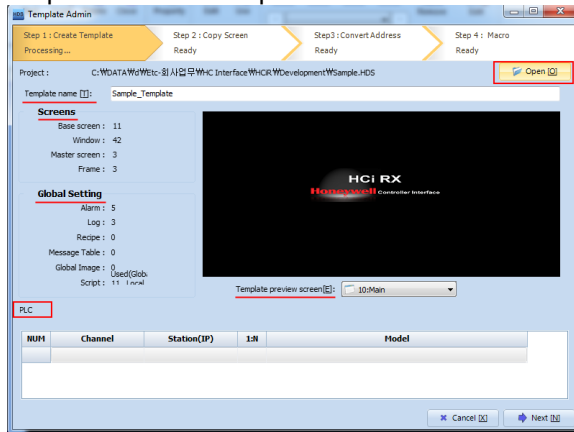 Template Admin
Step 1 : Create Template
Processing...
Step 2 : Copy Screen
Ready
Step3 : Convert Address
Ready
Step 4 : Macro
Ready
Project : C:₩DATA₩d₩Etc-회사업무₩HC Interface₩HCiR₩Development₩Sample.HDS
Open [O]
Template name [T]: Sample_Template
Screens
Base screen : 11
Window : 42
Master screen : 3
Frame : 3
HCi RX
Honeywell Controller Interface
Global Setting
Alarm : 5
Log : 3
Recipe : 0
Message Table : 0
Global Image : 0
Used(Glob
Script : 11 Local
Template preview screen[E]: 10:Main
PLC
NUM Channel Station(IP) 1:N Model
Cancel [X] Next [N]